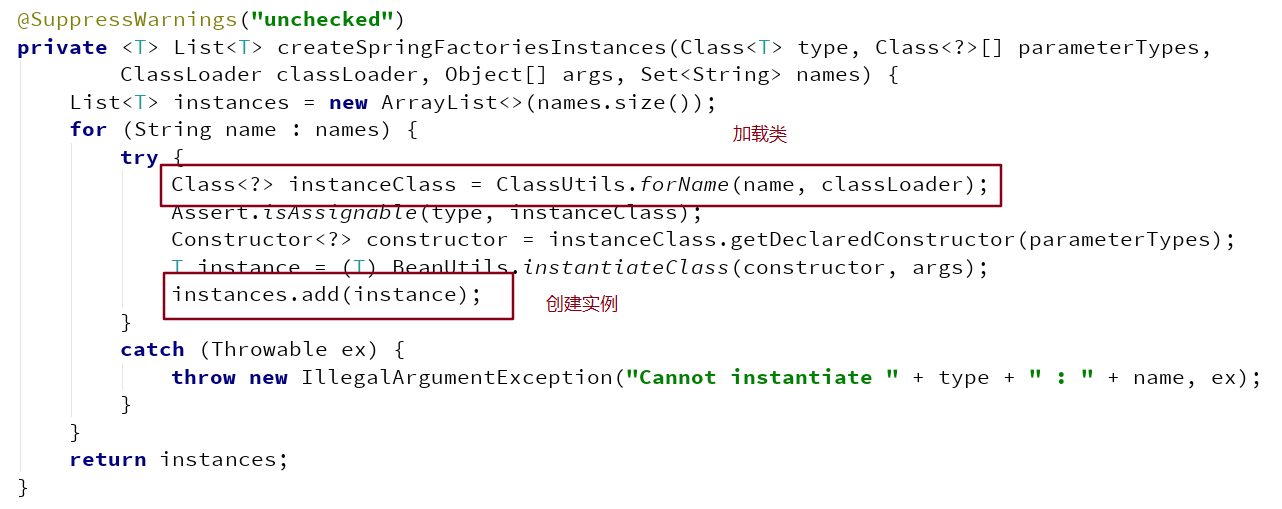 @SuppressWarnings("unchecked")
private <T> List<T> createSpringFactoriesInstances(Class<T> type, Class<?>[] parameterTypes,
        ClassLoader classLoader, Object[] args, Set<String> names) {
    List<T> instances = new ArrayList<>(names.size());
    for (String name : names) {
加载类
        try {
            Class<?> instanceClass = ClassUtils.forName(name, classLoader);
            Assert.isAssignable(type, instanceClass);
            Constructor<?> constructor = instanceClass.getDeclaredConstructor(parameterTypes);
            T instance = (T) BeanUtils.instantiateClass(constructor, args);
            instances.add(instance);
创建实例
        }
        catch (Throwable ex) {
            throw new IllegalArgumentException("Cannot instantiate " + type + " : " + name, ex);
        }
    }
    return instances;
}